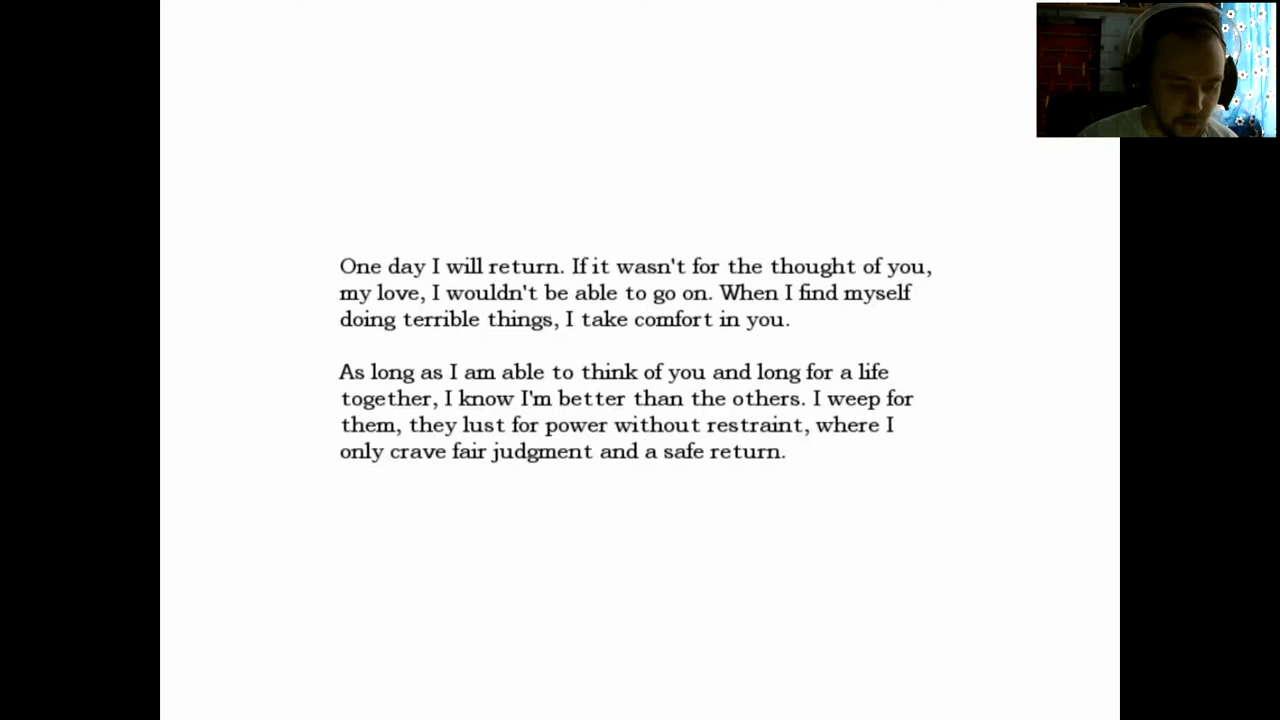 One day I will return. If it wasn't for the thought of you,
my love, I wouldn't be able to go on. When I find myself
doing terrible things, I take comfort in you.
As long as I am able to think of you and long for a life
together, I know I'm better than the others. I weep for
them, they lust for power without restraint, where I
only crave fair judgment and a safe return.